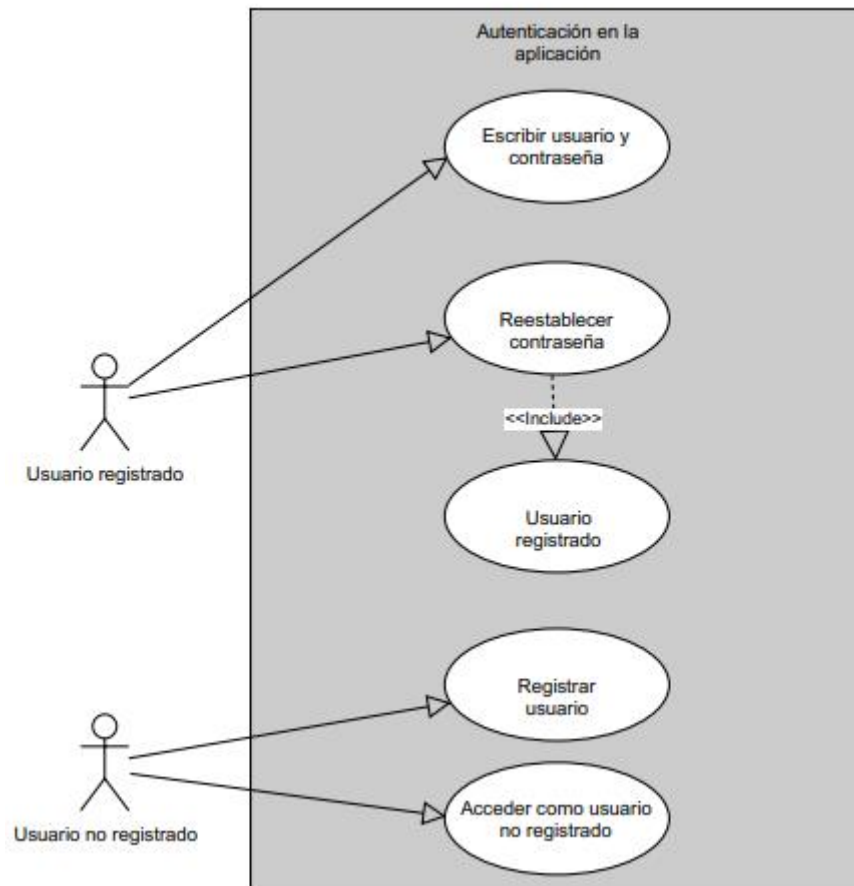 Autenticación en la
aplicación
Escribir usuario y
contraseña
Reestablecer
contraseña
<<Include>>
Usuario registrado
Usuario
registrado
Registrar
usuario
Acceder como usuario
no registrado
Usuario no registrado